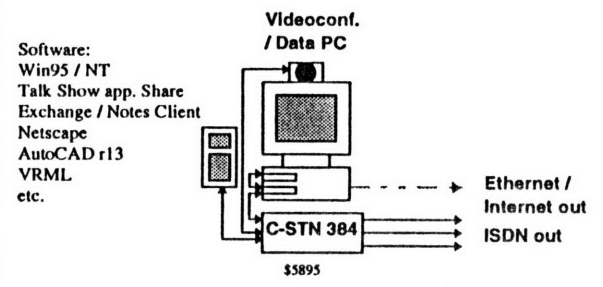 Videoconf.
/ Data PC
Software:
Win95 / NT
Talk Show app. Share
Exchange / Notes Client
Netscape
AutoCAD r13
VRML
etc.
Ethernet /
Internet out
C-STN 384
ISDN out
$5895